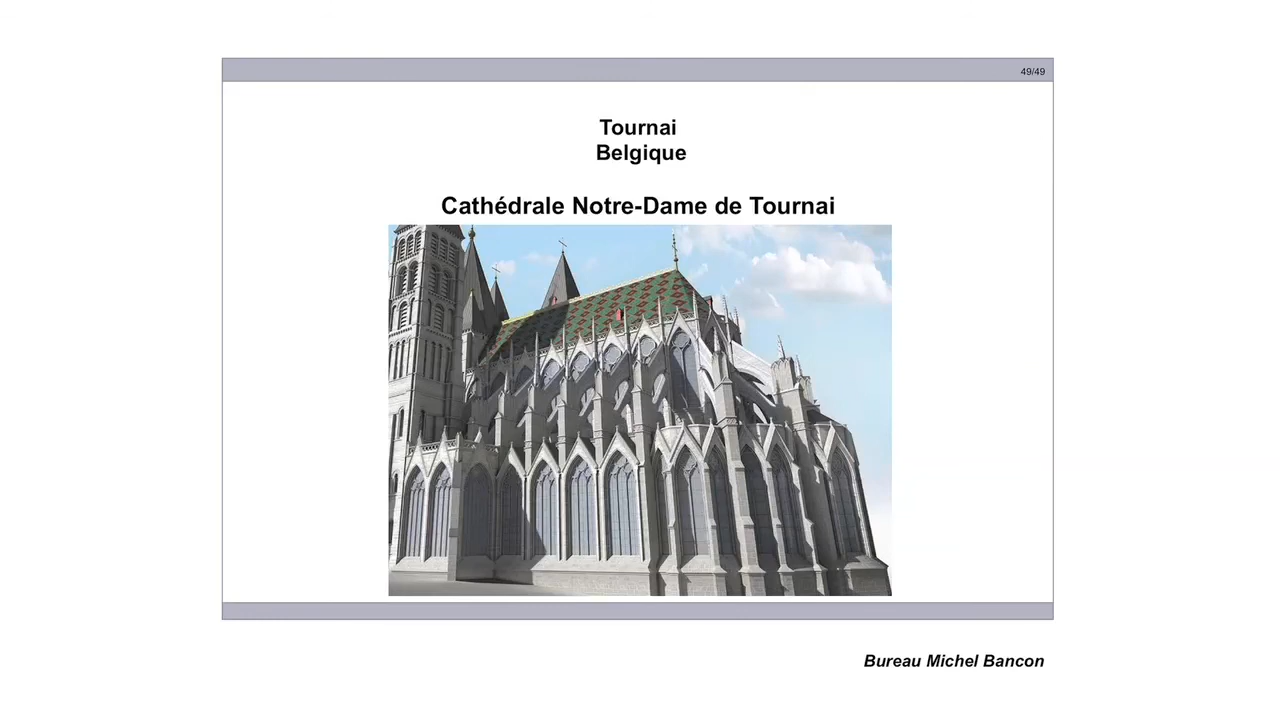 49/49
Tournai
Belgique
Cathédrale Notre-Dame de Tournai
Bureau Michel Bancon